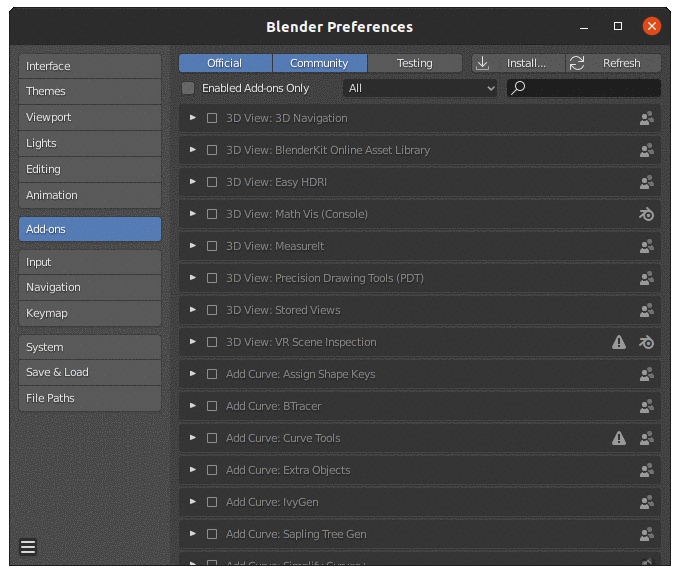 Blender Preferences
Interface
Themes
Viewport
Lights
Editing
Animation
Add-ons
Input
Navigation
Keymap
System
Save & Load
File Paths
Official Community Testing Install... Refresh
Enabled Add-ons Only All
3D View: 3D Navigation
3D View: BlenderKit Online Asset Library
3D View: Easy HDRI
3D View: Math Vis (Console)
3D View: MeasureIt
3D View: Precision Drawing Tools (PDT)
3D View: Stored Views
3D View: VR Scene Inspection
Add Curve: Assign Shape Keys
Add Curve: BTracer
Add Curve: Curve Tools
Add Curve: Extra Objects
Add Curve: IvyGen
Add Curve: Sapling Tree Gen
Add Curve: Simplify